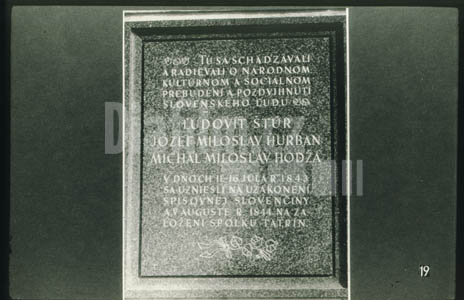 TU SA SCHÁDZÁVALI
A RADIEVALI O NÁRODNOM
KULTÚRNOM A SOCIÁLNOM
PREBUDENÍ A POZDVIHNUTÍ
SLOVENSKÉHO ĽUDU
ĽUDOVÍT ŠTÚR
JOZEF MILOSLAV HURBAN
MICHAL MILOSLAV HODŽA
V DŇOCH 11-16 JÚLA R. 1843
SA UZNIESLI NA UZÁKONENÍ
SPISOVNEJ SLOVENČINY
A V AUGUSTE R. 1844 NA ZA
LOŽENÍ SPOLKU TATRÍN.
19